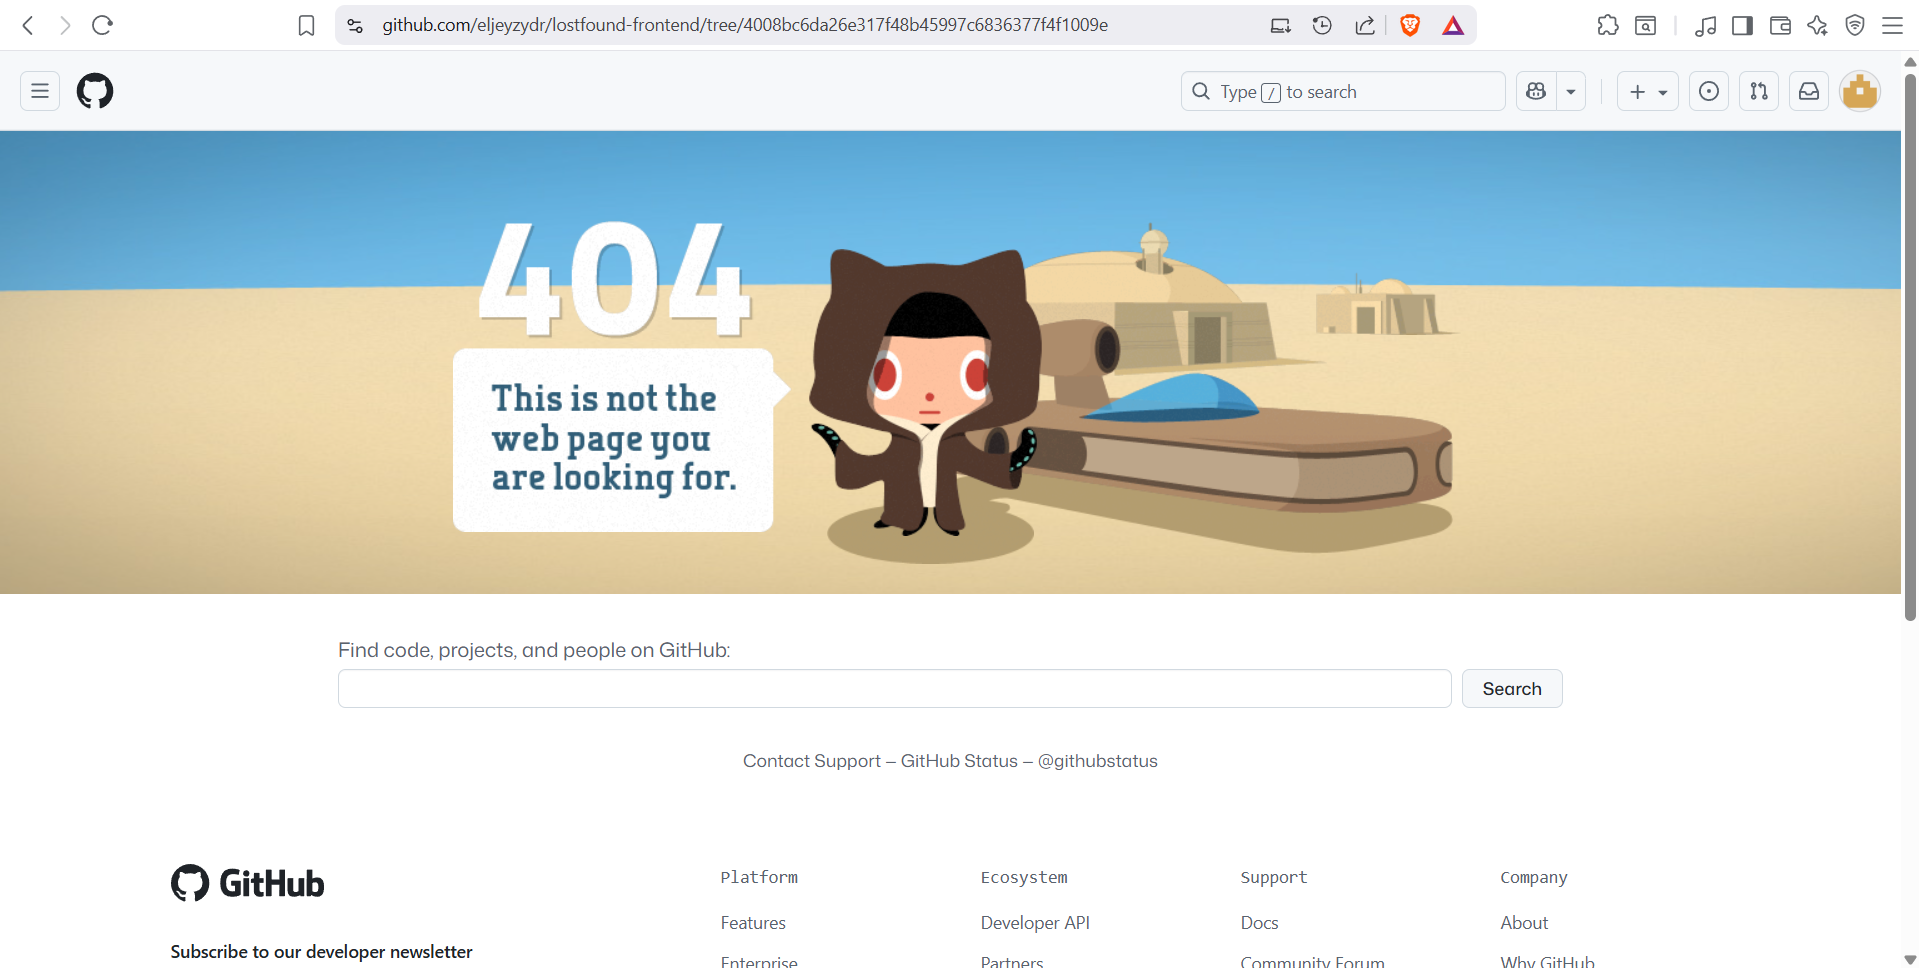 github.com/eljeyzydr/lostfound-frontend/tree/4008bc6da26e317f48b45997c6836377f4f1009e
Type / to search
404
This is not the
web page you
are looking for.
Find code, projects, and people on GitHub:
Search
Contact Support — GitHub Status — @githubstatus
GitHub
Subscribe to our developer newsletter
Platform
Features
Enterprise
Ecosystem
Developer API
Partners
Support
Docs
Community Forum
Company
About
Why GitHub